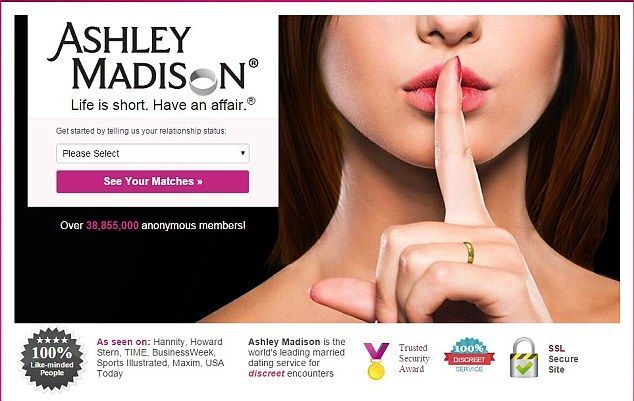 ASHLEY
MADISON®
Life is short. Have an affair.®
Get started by telling us your relationship status:
Please Select
See Your Matches »
Over 38,855,000 anonymous members!
100%
Like-minded
People
As seen on: Hannity, Howard
Stern, TIME, BusinessWeek,
Sports Illustrated, Maxim, USA
Today
Ashley Madison is the
world's leading married
dating service for
discreet encounters
Trusted
Security
Award
100%
DISCREET
SERVICE
SSL
Secure
Site